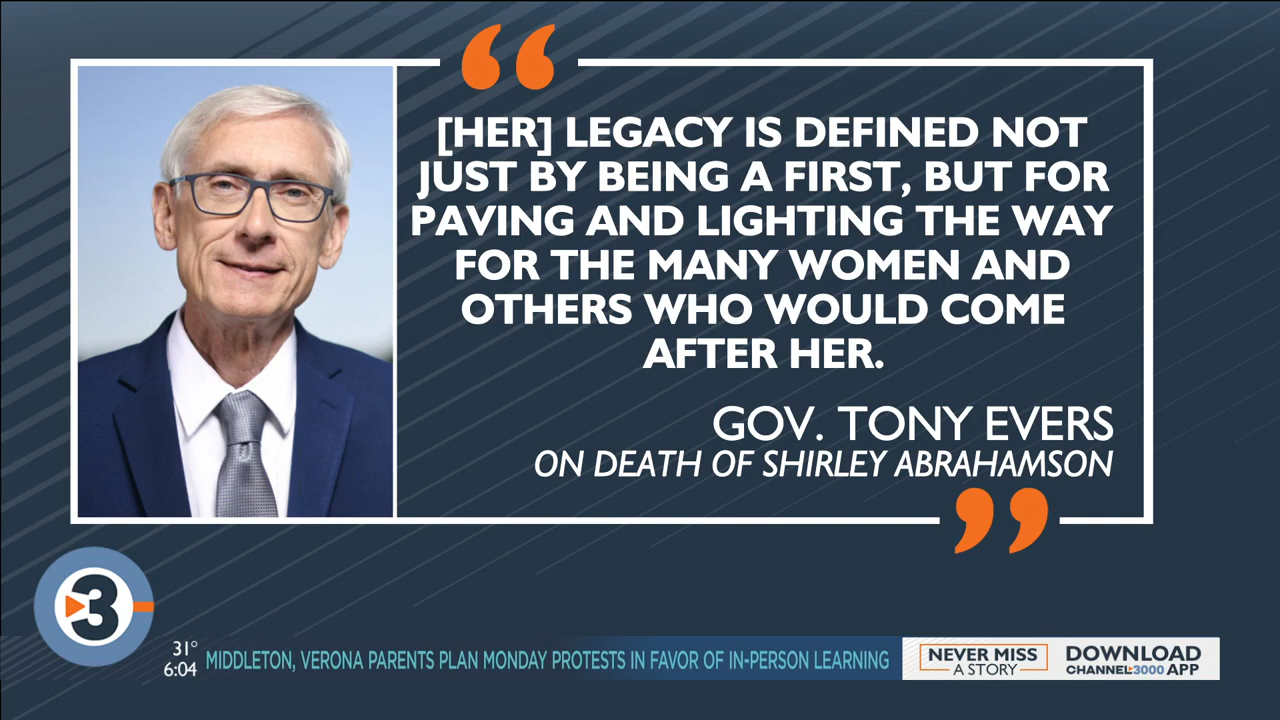 “
[HER] LEGACY IS DEFINED NOT
JUST BY BEING A FIRST, BUT FOR
PAVING AND LIGHTING THE WAY
FOR THE MANY WOMEN AND
OTHERS WHO WOULD COME
AFTER HER.
GOV. TONY EVERS
ON DEATH OF SHIRLEY ABRAHAMSON
”
3
31°
6:04
MIDDLETON, VERONA PARENTS PLAN MONDAY PROTESTS IN FAVOR OF IN-PERSON LEARNING
NEVER MISS
A STORY
DOWNLOAD
CHANNEL3000 APP